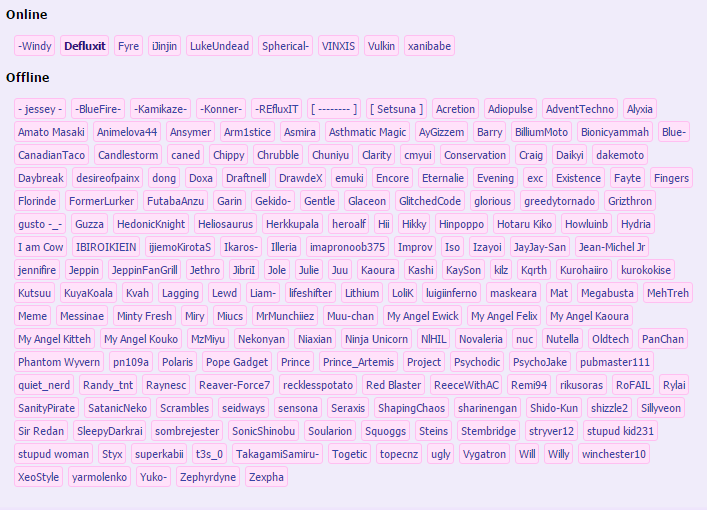 Online
-Windy Defluxit Fyre iJinjin LukeUndead Spherical- VINXIS Vulkin xanibabe
Offline
- jessey - -BlueFire- -Kamikaze- -Konner- -REfluxIT [ -------- ] [ Setsuna ] Acretion Adiopulse AdventTechno Alyxia
Amato Masaki Animelova44 Ansymer Arm1stice Asmira Asthmatic Magic AyGizzem Barry BilliumMoto Bionicyammah Blue-
CanadianTaco Candlestorm caned Chippy Chrubble Chuniyu Clarity cmyui Conservation Craig Daikyi dakemoto
Daybreak desireofpainx dong Doxa Draftnell DrawdeX emuki Encore Eternalie Evening exc Existence Fayte Fingers
Florinde FormerLurker FutabaAnzu Garin Gekido- Gentle Glaceon GlitchedCode glorious greedytornado Grizthron
gusto -_- Guzza HedonicKnight Heliosaurus Herkkupala heroalf Hii Hikky Hinpoppo Hotaru Kiko Howluinb Hydria
I am Cow IBIROIKIEIN ijiemoKirotaS Ikaros- Illeria imapronoob375 Improv Iso Izayoi JayJay-San Jean-Michel Jr
jennifire Jeppin JeppinFanGrill Jethro JibriI Jole Julie Juu Kaoura Kashi KaySon kilz Kqrth Kurohaiiro kurokokise
Kutsuu KuyaKoala Kvah Lagging Lewd Liam- lifeshifter Lithium LoliK luigiinferno maskeara Mat Megabusta MehTreh
Meme Messinae Minty Fresh Miry Miucs MrMunchiiez Muu-chan My Angel Ewick My Angel Felix My Angel Kaoura
My Angel Kitteh My Angel Kouko MzMiyu Nekonyan Niaxian Ninja Unicorn NlHIL Novaleria nuc Nutella Oldtech PanChan
Phantom Wyvern pn109a Polaris Pope Gadget Prince Prince_Artemis Project Psychodic PsychoJake pubmaster111
quiet_nerd Randy_tnt Raynesc Reaver-Force7 recklesspotato Red Blaster ReeceWithAC Remi94 rikusoras RoFAIL Rylai
SanityPirate SatanicNeko Scrambles seidways sensona Seraxis ShapingChaos sharinengan Shido-Kun shizzle2 Sillyveon
Sir Redan SleepyDarkrai sombrejester SonicShinobu Soularion Squoggs Steins Stembridge stryver12 stupud kid231
stupud woman Styx superkabii t3s_0 TakagamiSamiru- Togetic topecnz ugly Vygatron Will Willy winchester10
XeoStyle yarmolenko Yuko- Zephyrdyne Zexpha